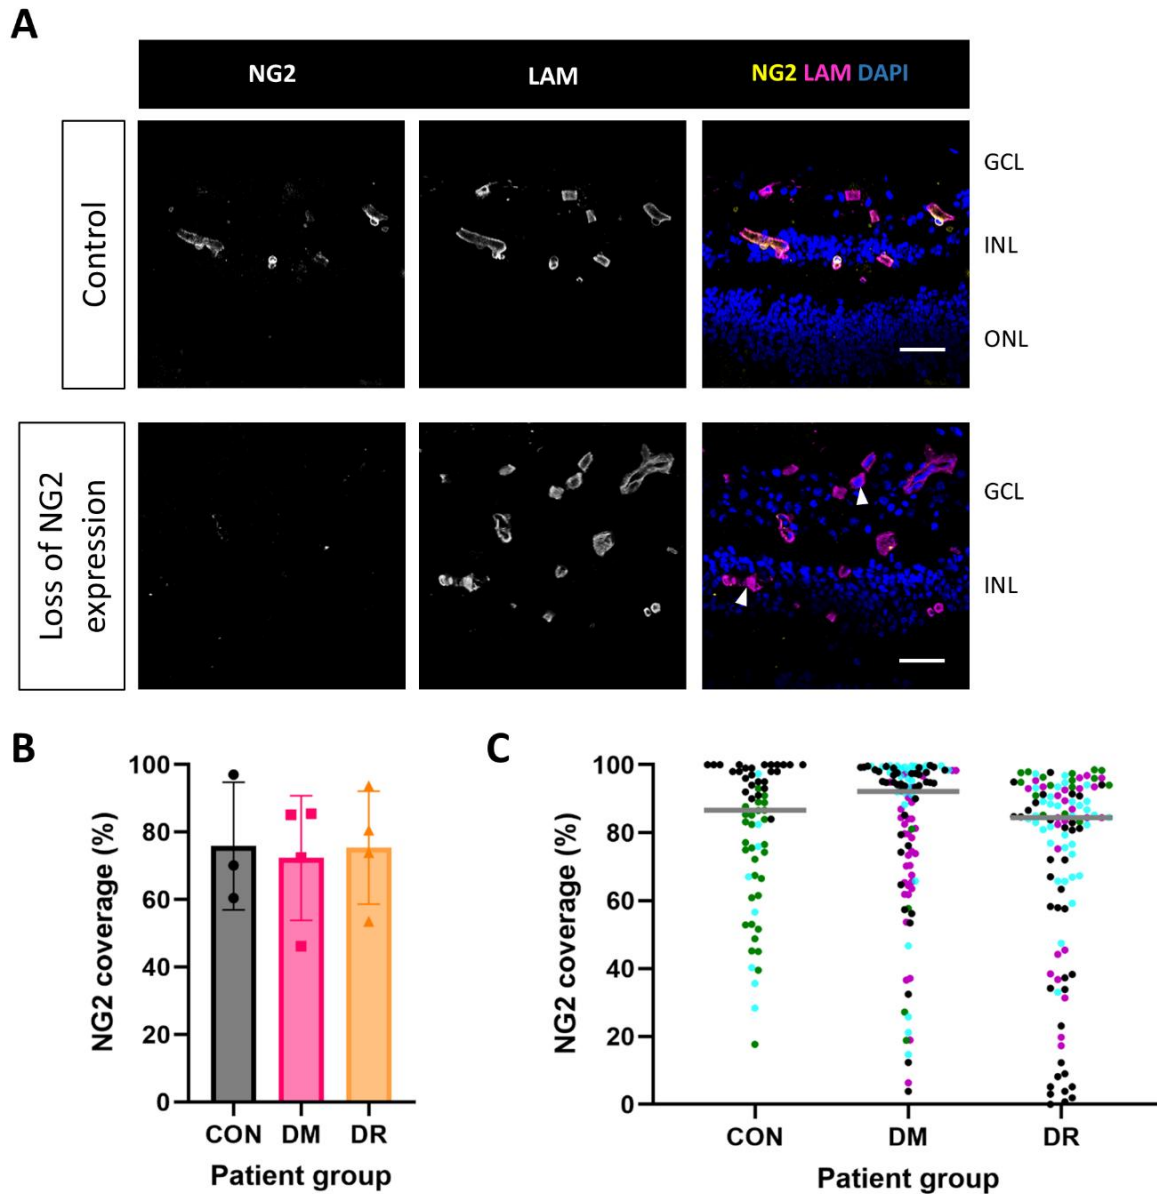 A
NG2
LAM
NG2 LAM DAPI
Control
GCL
INL
ONL
Loss of NG2
expression
GCL
INL
B
NG2 coverage (%)
100
80
60
40
20
0
CON
DM
DR
Patient group
C
NG2 coverage (%)
100
80
60
40
20
0
CON
DM
DR
Patient group